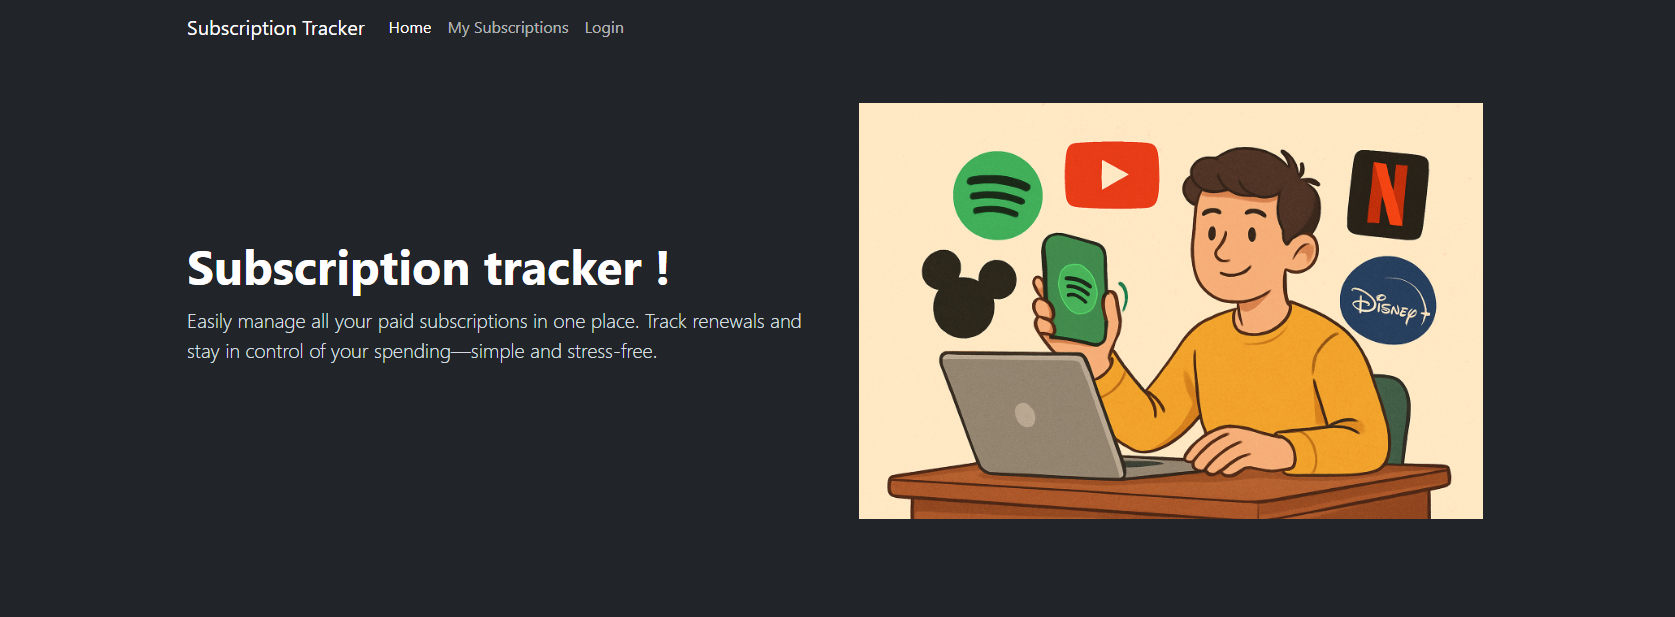 Subscription Tracker Home My Subscriptions Login
Subscription tracker !
Easily manage all your paid subscriptions in one place. Track renewals and
stay in control of your spending—simple and stress-free.
N
Disney+